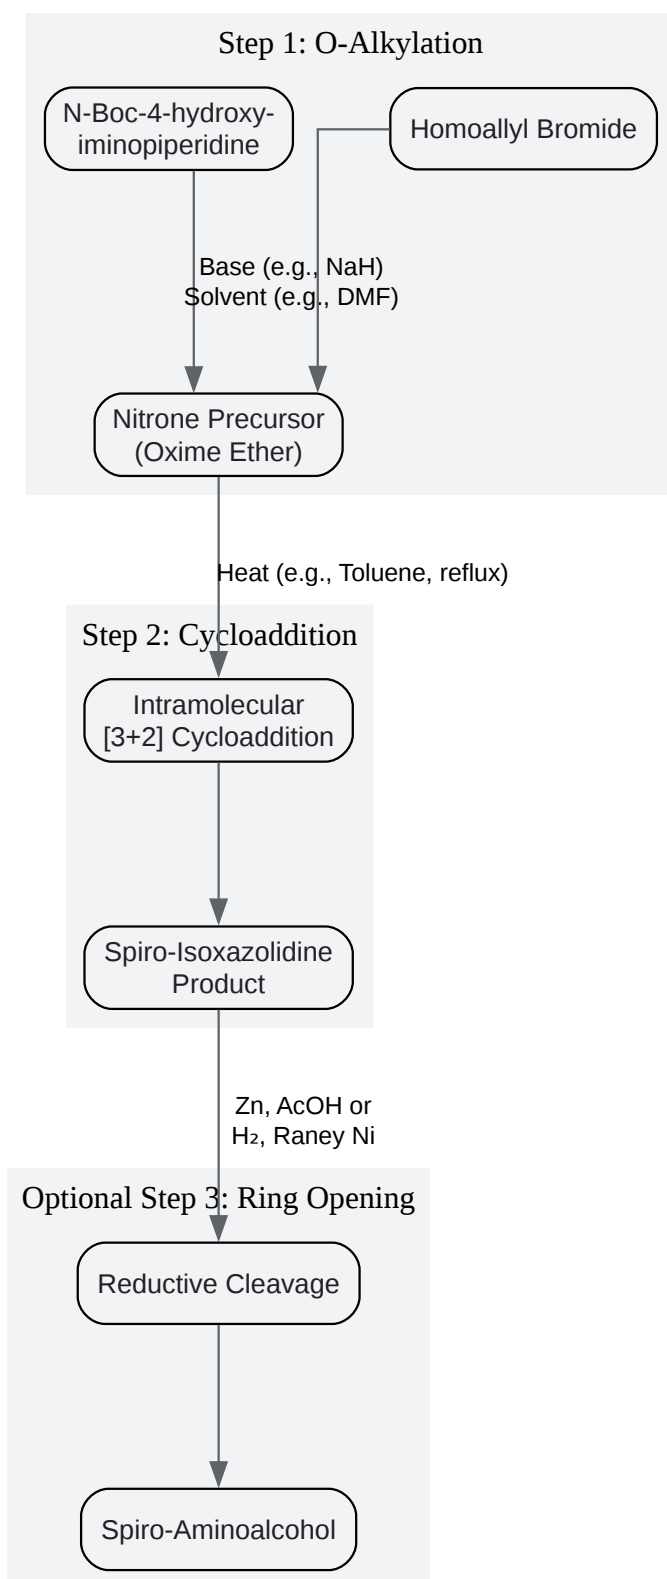 Step 1: O-Alkylation
N-Boc-4-hydroxy-
iminopiperidine
Homoallyl Bromide
Base (e.g., NaH)
Solvent (e.g., DMF)
Nitrone Precursor
(Oxime Ether)
Heat (e.g., Toluene, reflux)
Step 2: Cycloaddition
Intramolecular
[3+2] Cycloaddition
Spiro-Isoxazolidine
Product
Zn, AcOH or
H₂, Raney Ni
Optional Step 3: Ring Opening
Reductive Cleavage
Spiro-Aminoalcohol